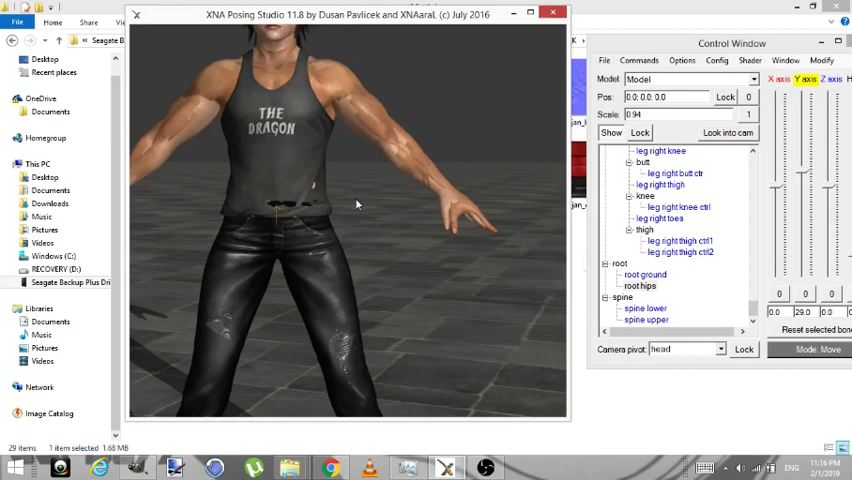 File Home Share View
Seagate B
XNA Posing Studio 11.8 by Dusan Pavlicek and XNAaraL (c) July 2016
THE
DRAGON
Desktop
Recent places
OneDrive
Documents
Homegroup
This PC
Desktop
Documents
Downloads
Music
Pictures
Videos
Windows (C:)
RECOVERY (D:)
Seagate Backup Plus Dri
Libraries
Documents
Music
Pictures
Videos
Network
Image Catalog
29 items 1 item selected 1.68 MB
Control Window
File Commands Options Config Shader Window Modify
Model: Model
Pos: 0.0: 0.0: 0.0 Lock 0
Scale: 0.94 1
Show Lock Look into cam
X axis Y axis Z axis
leg right knee
butt
leg right butt ctr
leg right thigh
knee
leg right knee ctrl
leg right toes
thigh
leg right thigh ctrl1
leg right thigh ctrl2
root
root ground
root hips
spine
spine lower
spine upper
0 0 0
0.0 29.0 0.0
Reset selected bon
Camera pivot: head Lock
Mode: Move
ENG
11:16 PM
2/1/2019